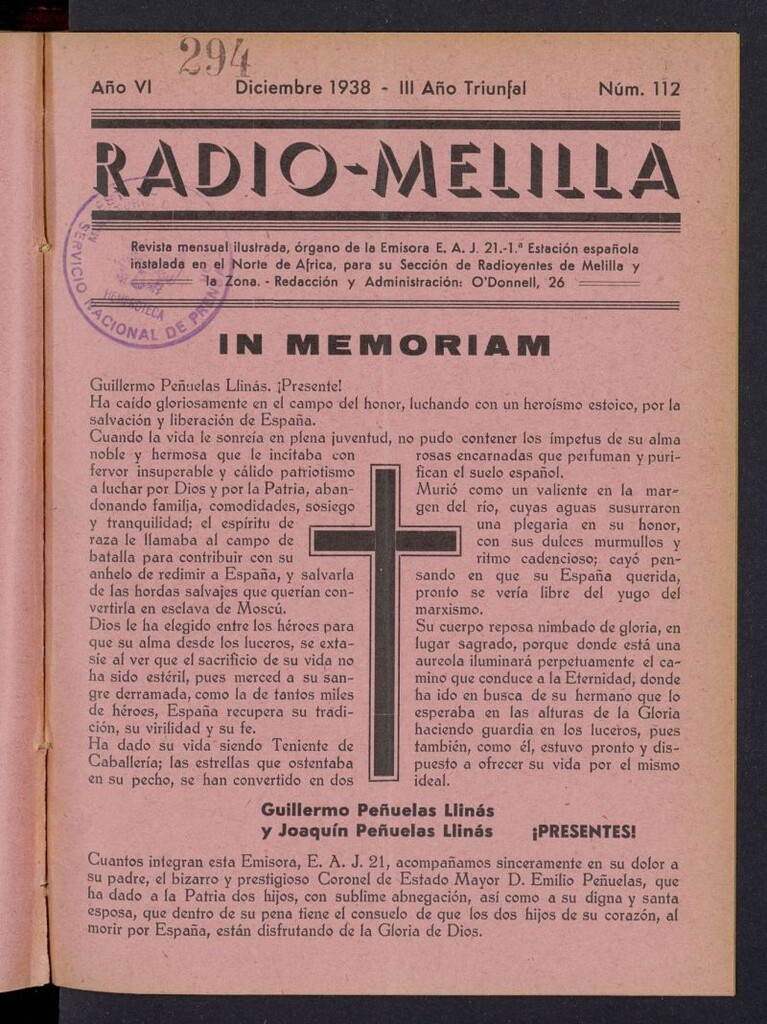 294
Año VI Diciembre 1938 - III Año Triunfal Núm. 112
RADIO-MELILLA
Revista mensual ilustrada, órgano de la Emisora E. A. J. 21.-1.ª Estación española
instalada en el Norte de Africa, para su Sección de Radioyentes de Melilla y
la Zona. - Redacción y Administración: O'Donnell, 26
SERVICIO NACIONAL DE PRENSA
HEMEROTECA
IN MEMORIAM
Guillermo Peñuelas Llinás. ¡Presente!
Ha caído gloriosamente en el campo del honor, luchando con un heroísmo estoico, por la
salvación y liberación de España.
Cuando la vida le sonreía en plena juventud, no pudo contener los ímpetus de su alma
noble y hermosa que le incitaba con
fervor insuperable y cálido patriotismo
a luchar por Dios y por la Patria, aban-
donando familia, comodidades, sosiego
y tranquilidad; el espíritu de
raza le llamaba al campo de
batalla para contribuir con su
anhelo de redimir a España, y salvarla
de las hordas salvajes que querían con-
vertirla en esclava de Moscú.
Dios le ha elegido entre los héroes para
que su alma desde los luceros, se exta-
síe al ver que el sacrificio de su vida no
ha sido estéril, pues merced a su san-
gre derramada, como la de tantos miles
de héroes, España recupera su tradi-
ción, su virilidad y su fe.
Ha dado su vida siendo Teniente de
Caballería; las estrellas que ostentaba
en su pecho, se han convertido en dos
rosas encarnadas que perfuman y puri-
fican el suelo español.
Murió como un valiente en la mar-
gen del río, cuyas aguas susurraron
una plegaria en su honor,
con sus dulces murmullos y
ritmo cadencioso; cayó pen-
sando en que su España querida,
pronto se vería libre del yugo del
marxismo.
Su cuerpo reposa nimbado de gloria, en
lugar sagrado, porque donde está una
aureola iluminará perpetuamente el ca-
mino que conduce a la Eternidad, donde
ha ido en busca de su hermano que lo
esperaba en las alturas de la Gloria
haciendo guardia en los luceros, pues
también, como él, estuvo pronto y dis-
puesto a ofrecer su vida por el mismo
ideal.
Guillermo Peñuelas Llinás
y Joaquín Peñuelas Llinás ¡PRESENTES!
Cuantos integran esta Emisora, E. A. J. 21, acompañamos sinceramente en su dolor a
su padre, el bizarro y prestigioso Coronel de Estado Mayor D. Emilio Peñuelas, que
ha dado a la Patria dos hijos, con sublime abnegación, así como a su digna y santa
esposa, que dentro de su pena tiene el consuelo de que los dos hijos de su corazón, al
morir por España, están disfrutando de la Gloria de Dios.